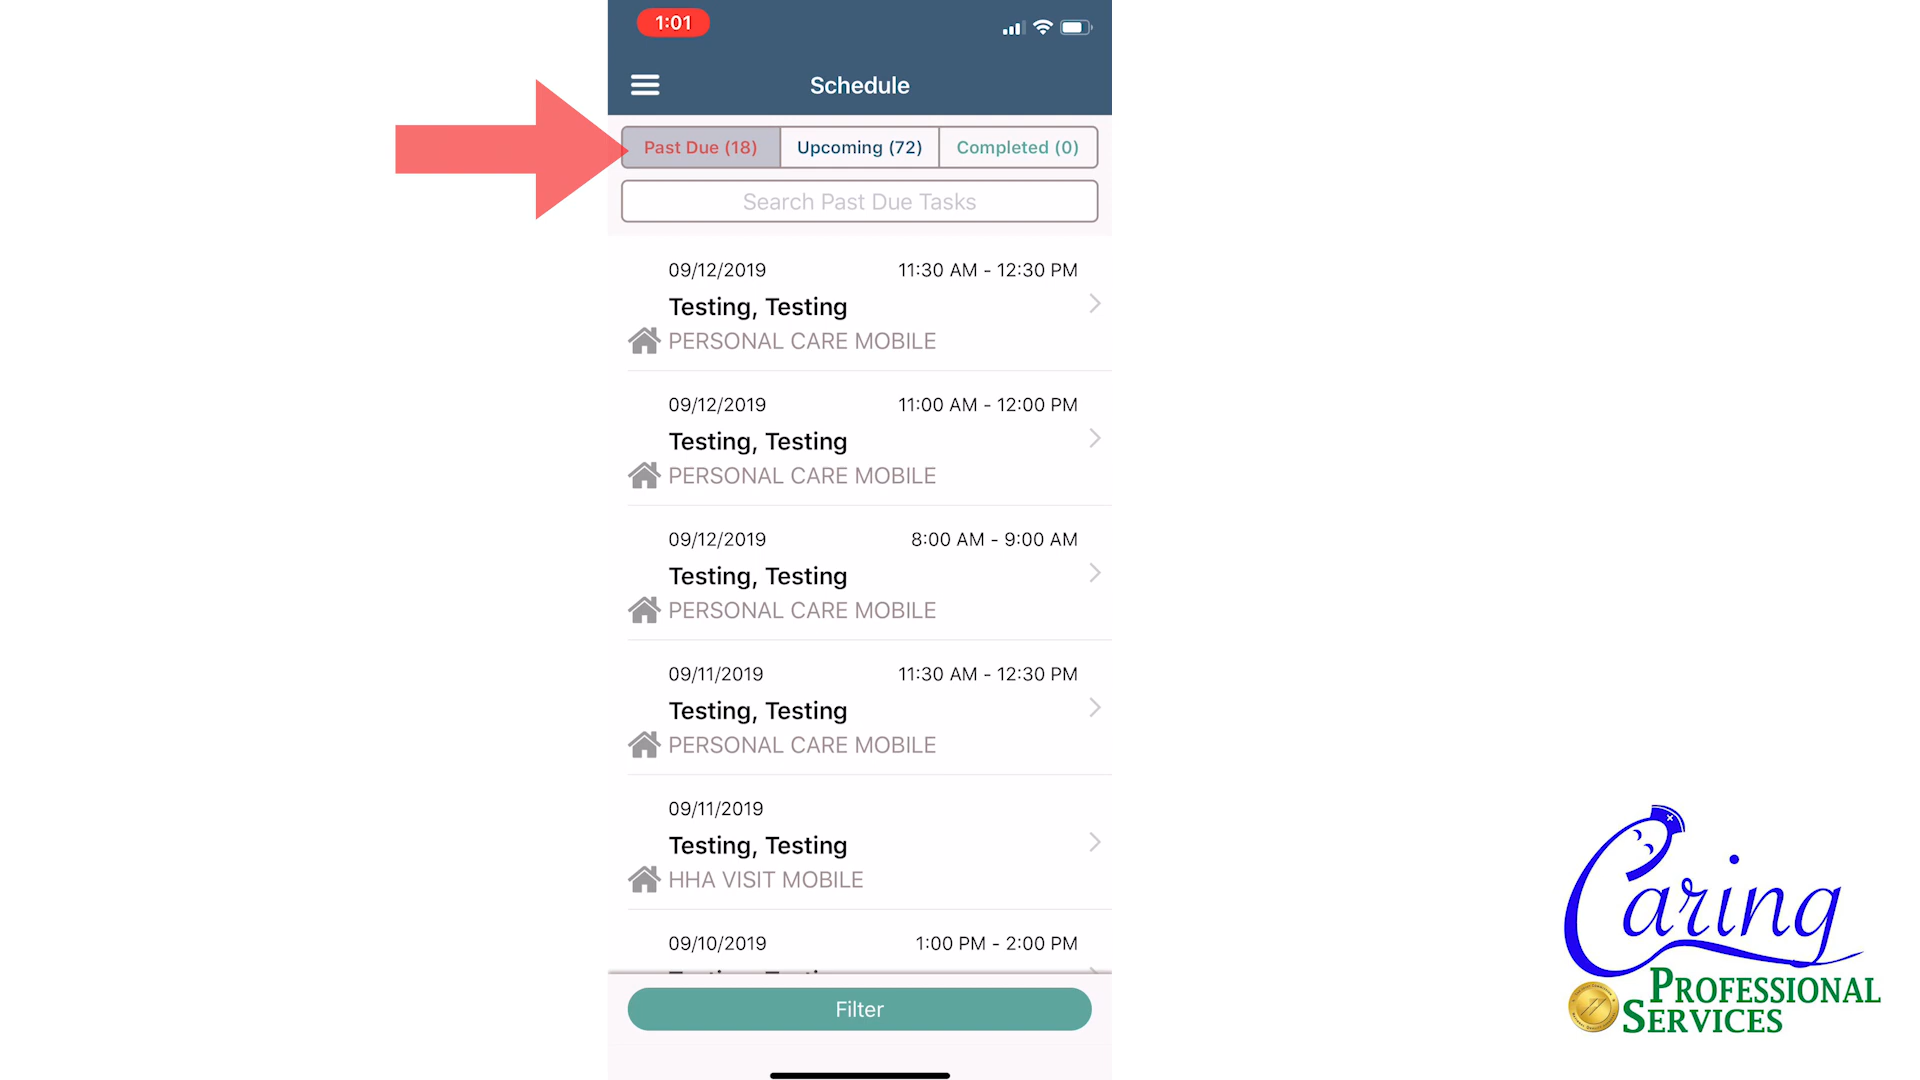 1:01
Schedule
Past Due (18)
Upcoming (72)
Completed (0)
Search Past Due Tasks
09/12/2019 11:30 AM - 12:30 PM
Testing, Testing
PERSONAL CARE MOBILE
09/12/2019 11:00 AM - 12:00 PM
Testing, Testing
PERSONAL CARE MOBILE
09/12/2019 8:00 AM - 9:00 AM
Testing, Testing
PERSONAL CARE MOBILE
09/11/2019 11:30 AM - 12:30 PM
Testing, Testing
PERSONAL CARE MOBILE
09/11/2019
Testing, Testing
HHA VISIT MOBILE
09/10/2019 1:00 PM - 2:00 PM
Filter
Caring
PROFESSIONAL
SERVICES